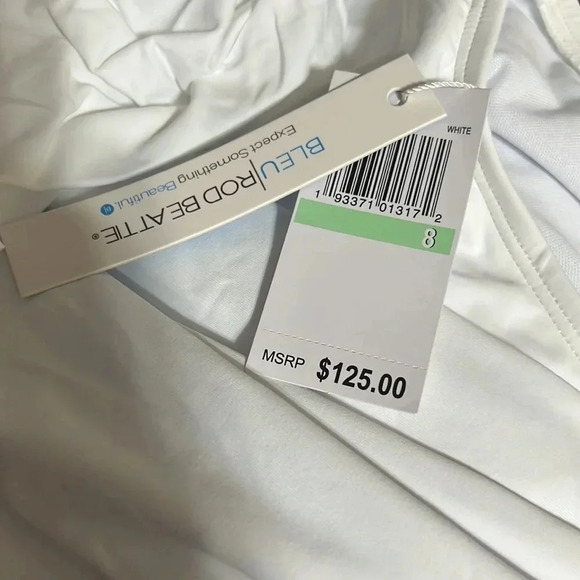 BLEU|ROD BEATTIE®
Expect Something Beautiful.
WHITE
1 93371 01317 2
8
MSRP $125.00